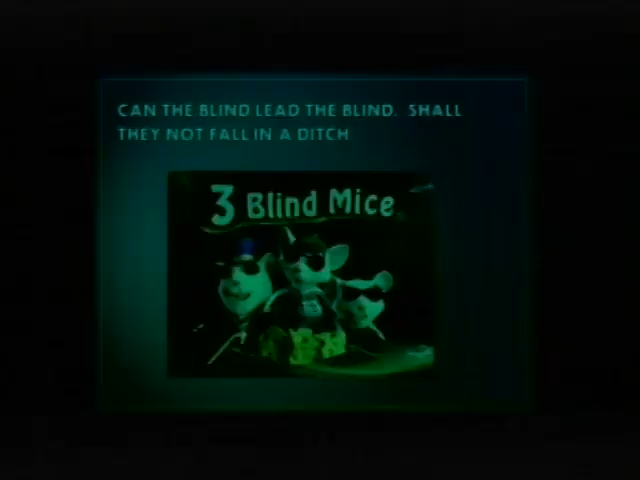 CAN THE BLIND LEAD THE BLIND. SHALL
THEY NOT FALL IN A DITCH
3 Blind Mice